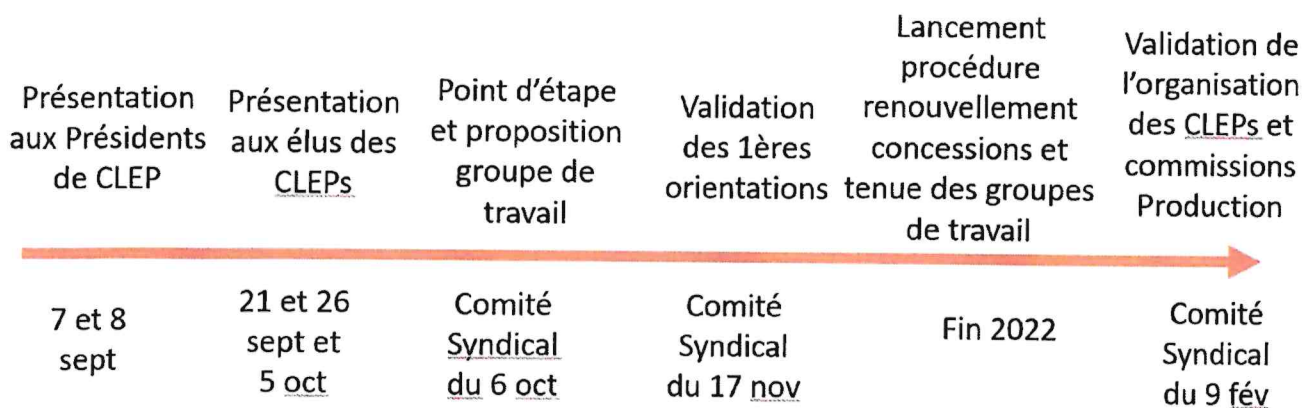 Présentation
aux Présidents
de CLEP
Présentation
aux élus des
CLEPs
Point d'étape
et proposition
groupe de
travail
Validation
des 1ères
orientations
Lancement
procédure
renouvellement
concessions et
tenue des groupes
de travail
Validation de
l'organisation
des CLEPs et
commissions
Production
7 et 8
sept
21 et 26
sept et
5 oct
Comité
Syndical
du 6 oct
Comité
Syndical
du 17 nov
Fin 2022
Comité
Syndical
du 9 fév